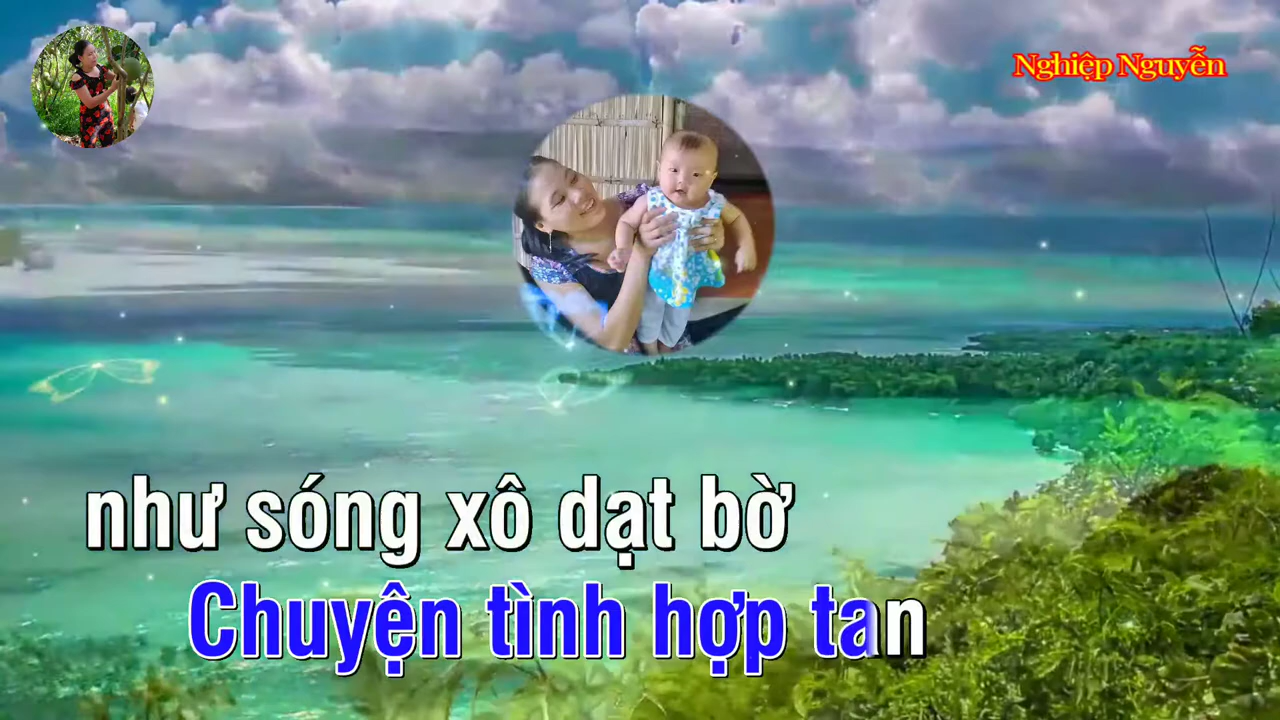 Nghiệp Nguyễn
như sóng xô dạt bờ
Chuyện tình hợp tan